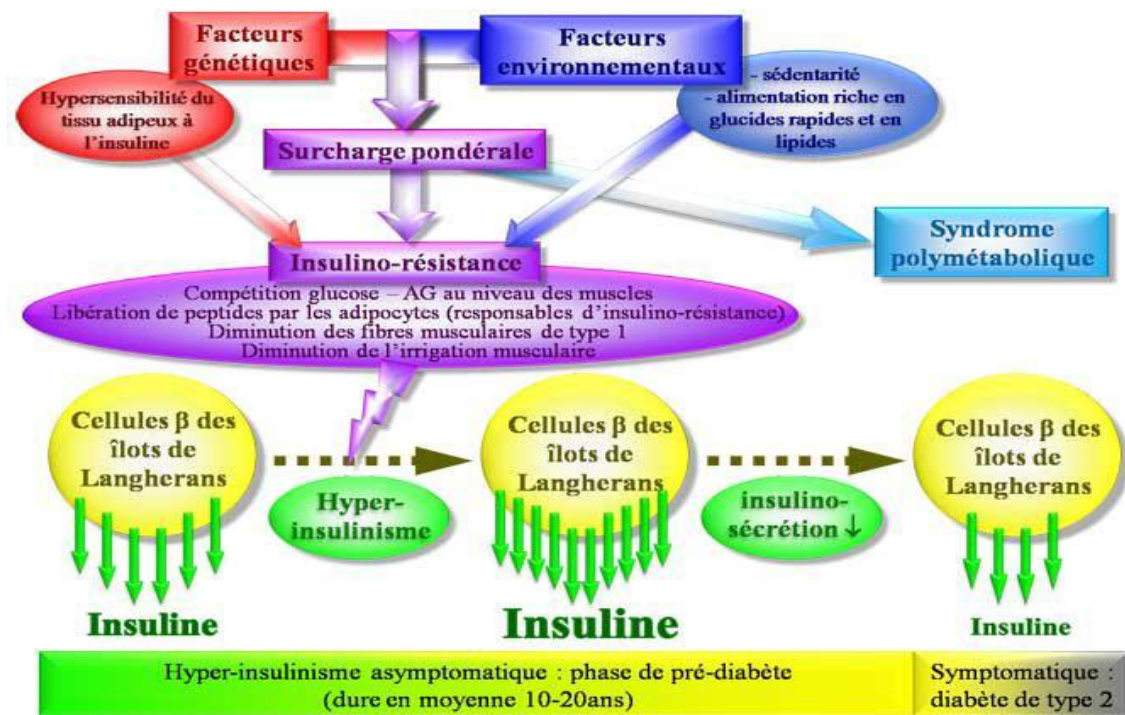 Facteurs
génétiques
Facteurs
environnementaux
Hypersensibilité du
tissu adipeux à
l'insuline
- sédentarité
- alimentation riche en
glucides rapides et en
lipides
Surcharge pondérale
Syndrome
polymétabolique
Insulino-résistance
Compétition glucose – AG au niveau des muscles
Libération de peptides par les adipocytes (responsables d'insulino-résistance)
Diminution des fibres musculaires de type 1
Diminution de l'irrigation musculaire
Cellules β des
îlots de
Langherans
Hyper-
insulinisme
Cellules β des
îlots de
Langherans
insulino-
sécrétion ↓
Cellules β des
îlots de
Langherans
Insuline
Insuline
Insuline
Hyper-insulinisme asymptomatique : phase de pré-diabète
(dure en moyenne 10-20ans)
Symptomatique :
diabète de type 2